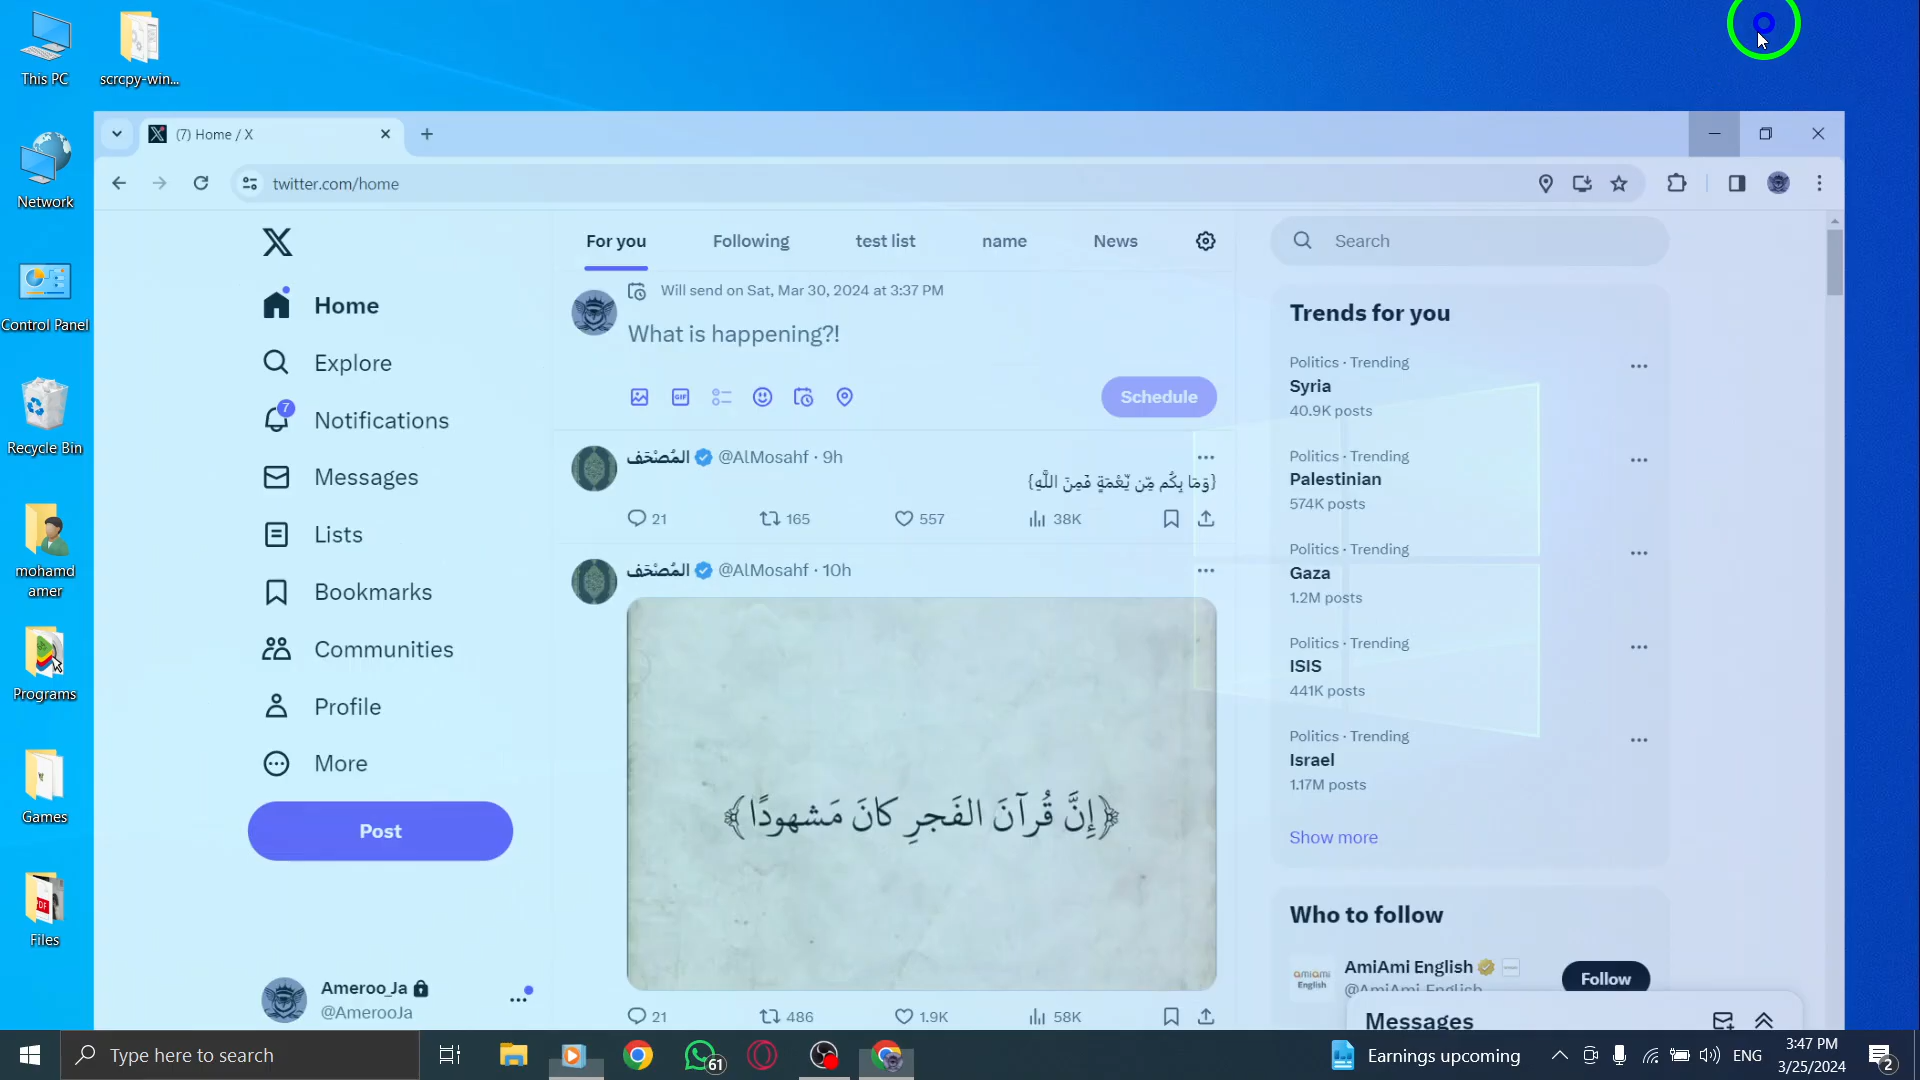 This PC
scrcpy-win...
Network
Control Panel
Recycle Bin
mohamd
amer
Programs
Games
Files
(7) Home / X
twitter.com/home
Home
Explore
7
Notifications
Messages
Lists
Bookmarks
Communities
Profile
More
Post
Ameroo_Ja
@AmerooJa
For you
Following
test list
name
News
Will send on Sat, Mar 30, 2024 at 3:37 PM
What is happening?!
GIF
Schedule
المُصْحَف @AlMosahf · 9h
{وَمَا بِكُم مِّن نِّعْمَةٍ فَمِنَ اللَّهِ}
21 165 557 38K
المُصْحَف @AlMosahf · 10h
﴿إِنَّ قُرآنَ الفَجرِ كانَ مَشهودًا﴾
21 486 1.9K 58K
Search
Trends for you
Politics · Trending
Syria
40.9K posts
Politics · Trending
Palestinian
574K posts
Politics · Trending
Gaza
1.2M posts
Politics · Trending
ISIS
441K posts
Politics · Trending
Israel
1.17M posts
Show more
Who to follow
amiami
English
AmiAmi English
@AmiAmi_English
Follow
Messages
Type here to search
61
Earnings upcoming
ENG
3:47 PM
3/25/2024
2